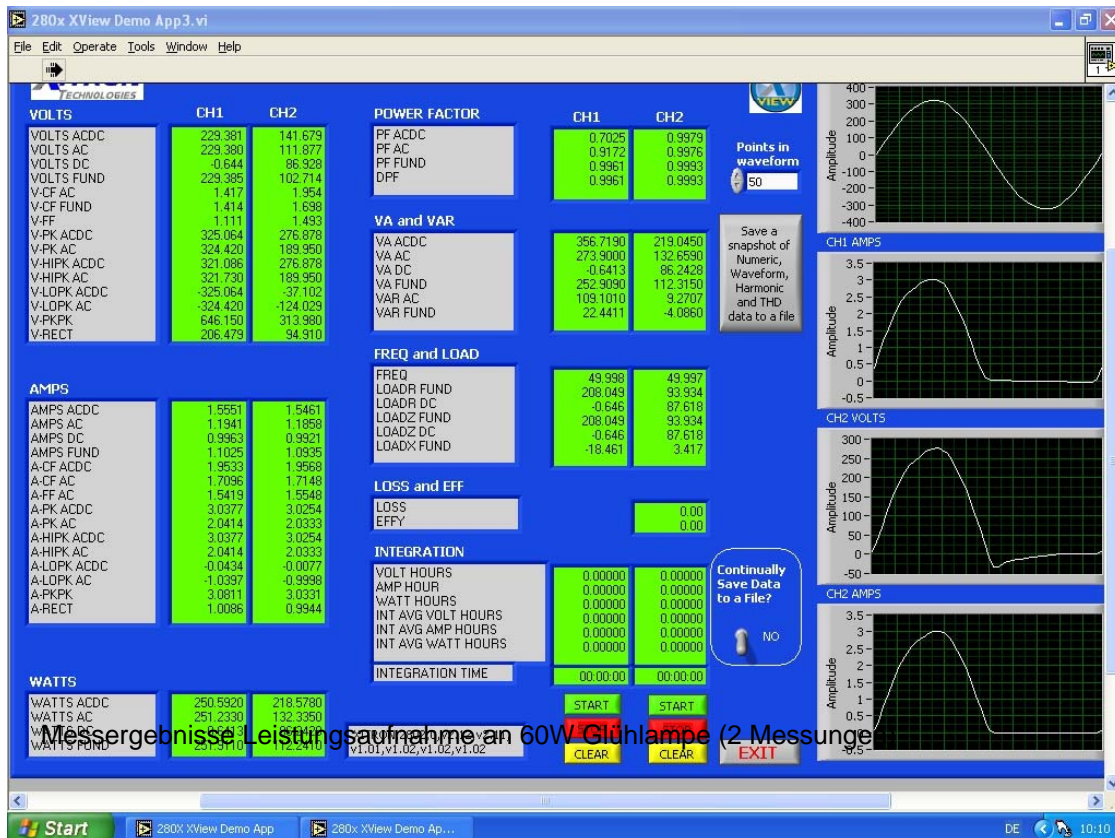 280x XView Demo App3.vi
File Edit Operate Tools Window Help
1
TECHNOLOGIES
VIEW
VOLTS CH1 CH2
VOLTS ACDC 229.381 141.679
VOLTS AC 229.380 111.877
VOLTS DC -0.644 86.928
VOLTS FUND 229.385 102.714
V-CF AC 1.417 1.954
V-CF FUND 1.414 1.698
V-FF 1.111 1.493
V-PK ACDC 325.064 276.878
V-PK AC 324.420 189.950
V-HIPK ACDC 321.086 276.878
V-HIPK AC 321.730 189.950
V-LOPK ACDC -325.064 -37.102
V-LOPK AC -324.420 -124.029
V-PKPK 646.150 313.980
V-RECT 206.479 94.910
AMPS
AMPS ACDC 1.5551 1.5461
AMPS AC 1.1941 1.1858
AMPS DC 0.9963 0.9921
AMPS FUND 1.1025 1.0935
A-CF ACDC 1.9533 1.9568
A-CF AC 1.7096 1.7148
A-FF AC 1.5419 1.5548
A-PK ACDC 3.0377 3.0254
A-PK AC 2.0414 2.0333
A-HIPK ACDC 3.0377 3.0254
A-HIPK AC 2.0414 2.0333
A-LOPK ACDC -0.0434 -0.0077
A-LOPK AC -1.0397 -0.9998
A-PKPK 3.0811 3.0331
A-RECT 1.0086 0.9944
WATTS
WATTS ACDC 250.5920 218.5780
WATTS AC 251.2330 132.3350
WATTS FUND 251.9110 112.2410
POWER FACTOR CH1 CH2
PF ACDC 0.7025 0.9979
PF AC 0.9172 0.9976
PF FUND 0.9961 0.9993
DPF 0.9961 0.9993
VA and VAR
VA ACDC 356.7190 219.0450
VA AC 273.9000 132.6590
VA DC -0.6413 86.2428
VA FUND 252.9090 112.3150
VAR AC 109.1010 9.2707
VAR FUND 22.4411 -4.0860
FREQ and LOAD
FREQ 49.998 49.997
LOADR FUND 208.049 93.934
LOADR DC -0.646 87.618
LOADZ FUND 208.049 93.934
LOADZ DC -0.646 87.618
LOADX FUND -18.461 3.417
LOSS and EFF
LOSS 0.00
EFFY 0.00
INTEGRATION
VOLT HOURS 0.00000 0.00000
AMP HOUR 0.00000 0.00000
WATT HOURS 0.00000 0.00000
INT AVG VOLT HOURS 0.00000 0.00000
INT AVG AMP HOURS 0.00000 0.00000
INT AVG WATT HOURS 0.00000 0.00000
INTEGRATION TIME 00:00:00 00:00:00
START START
Messergebnisse Leistungsaufnahme an 60W Glühlampe (2 Messunge
v1.01,v1.02,v1.02,v1.02
CLEAR CLEAR EXIT
Points in
waveform
50
Save a
snapshot of
Numeric,
Waveform,
Harmonic
and THD
data to a file
Continually
Save Data
to a File?
NO
Amplitude
400
300
200
100
0
-100
-200
-300
-400
CH1 AMPS
Amplitude
3.5
3
2.5
2
1.5
1
0.5
0
-0.5
CH2 VOLTS
Amplitude
300
250
200
150
100
50
0
-50
CH2 AMPS
Amplitude
3.5
3
2.5
2
1.5
1
0.5
0
-0.5
Start 280X XView Demo App 280x XView Demo Ap... DE 10:10